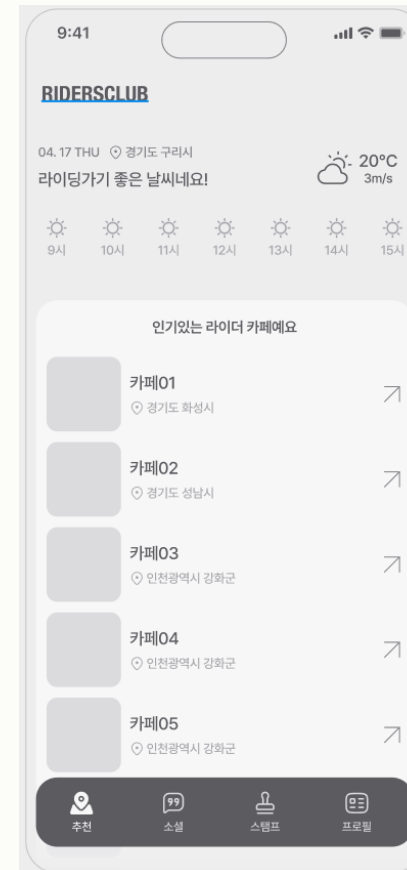 9:41
RIDERSCLUB
04. 17 THU 경기도 구리시
라이딩가기 좋은 날씨네요!
20°C
3m/s
9시 10시 11시 12시 13시 14시 15시
인기있는 라이더 카페예요
카페01
경기도 화성시
카페02
경기도 성남시
카페03
인천광역시 강화군
카페04
인천광역시 강화군
카페05
인천광역시 강화군
추천 소셜 스탬프 프로필